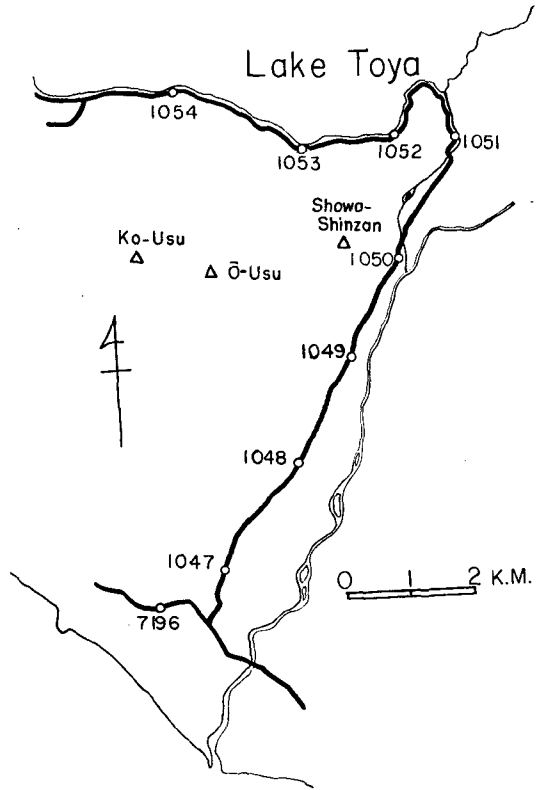 Lake Toya
1054
1053
1052
1051
Showa-
Shinzan
Ko-Usu
Ō-Usu
1050
1049
1048
1047
7196
0 1 2 K.M.